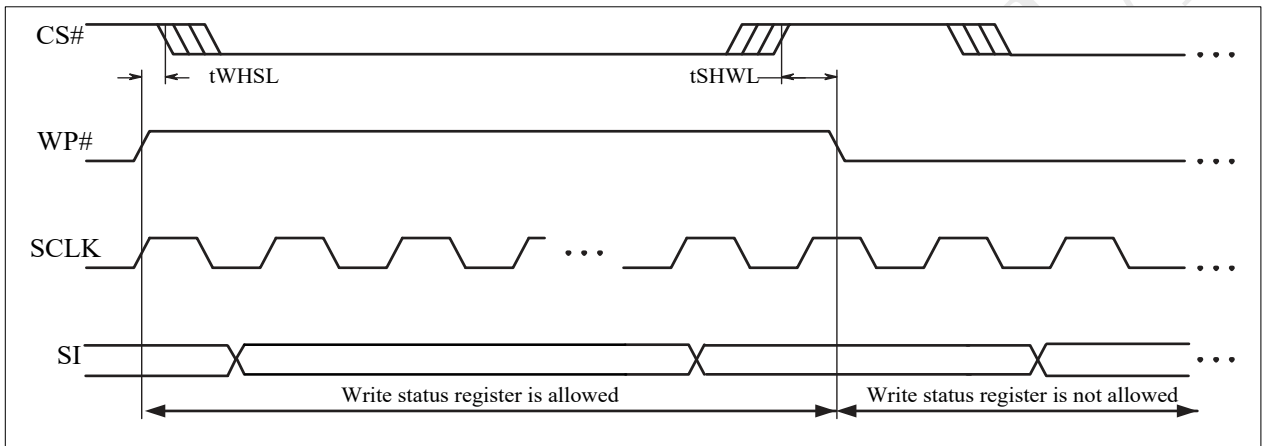 CS#
tWHSL
tSHWL
WP#
SCLK
SI
Write status register is allowed
Write status register is not allowed